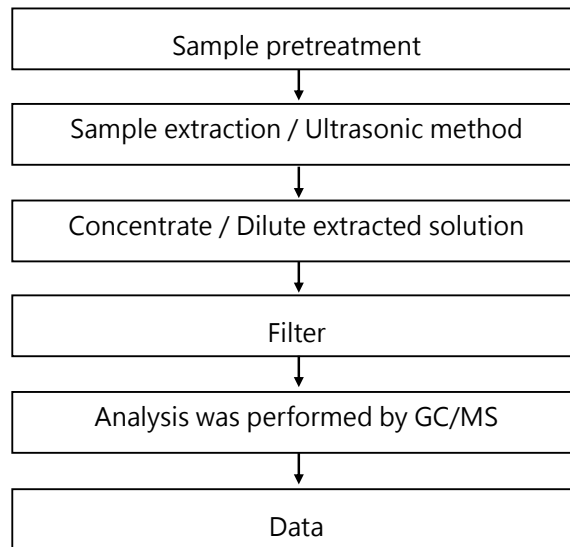 Sample pretreatment
Sample extraction / Ultrasonic method
Concentrate / Dilute extracted solution
Filter
Analysis was performed by GC/MS
Data